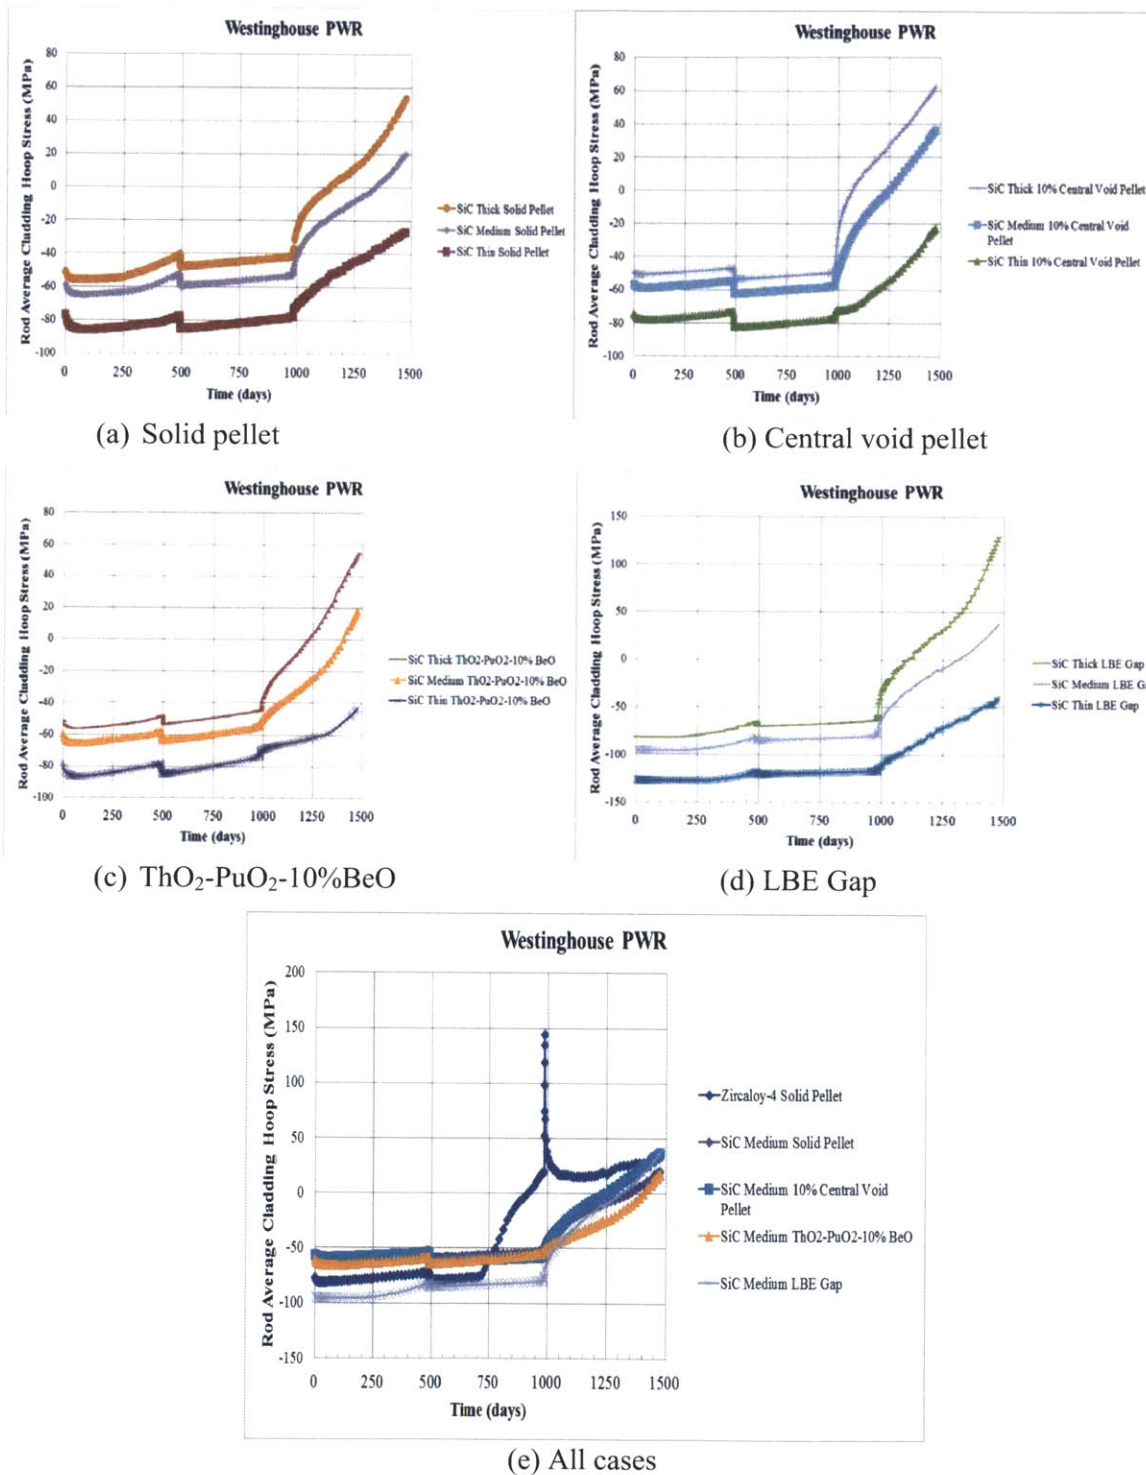 Westinghouse PWR
Rod Average Cladding Hoop Stress (MPa)
80
60
40
20
0
-20
-40
-60
-80
-100
0 250 500 750 1000 1250 1500
Time (days)
SiC Thick Solid Pellet
SiC Medium Solid Pellet
SiC Thin Solid Pellet
(a) Solid pellet
Westinghouse PWR
Rod Average Cladding Hoop Stress (MPa)
80
60
40
20
0
-20
-40
-60
-80
-100
0 250 500 750 1000 1250 1500
Time (days)
SiC Thick 10% Central Void Pellet
SiC Medium 10% Central Void
Pellet
SiC Thin 10% Central Void Pellet
(b) Central void pellet
Westinghouse PWR
Rod Average Cladding Hoop Stress (MPa)
80
60
40
20
0
-20
-40
-60
-80
-100
0 250 500 750 1000 1250 1500
Time (days)
SiC Thick ThO2-PuO2-10% BeO
SiC Medium ThO2-PuO2-10% BeO
SiC Thin ThO2-PuO2-10% BeO
(c) ThO₂-PuO₂-10%BeO
Westinghouse PWR
Rod Average Cladding Hoop Stress (MPa)
150
100
50
0
-50
-100
-150
0 250 500 750 1000 1250 1500
Time (days)
SiC Thick LBE Gap
SiC Medium LBE G
SiC Thin LBE Gap
(d) LBE Gap
Westinghouse PWR
Rod Average Cladding Hoop Stress (MPa)
200
150
100
50
0
-50
-100
-150
0 250 500 750 1000 1250 1500
Time (days)
Zircaloy-4 Solid Pellet
SiC Medium Solid Pellet
SiC Medium 10% Central Void
Pellet
SiC Medium ThO2-PuO2-10% BeO
SiC Medium LBE Gap
(e) All cases